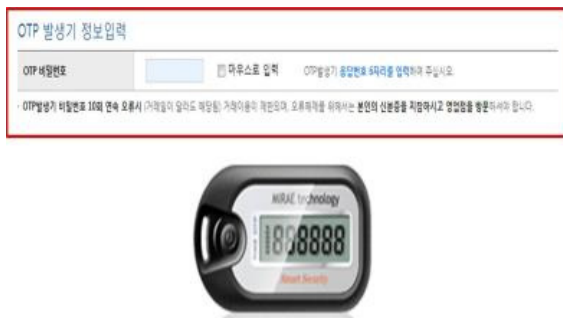 OTP 발생기 정보입력
OTP 비밀번호 마우스로 입력 OTP발생기 응답번호 6자리를 입력하여 주십시오.
· OTP발생기 비밀번호 10회 연속 오류시 (거래일이 달라도 해당됨) 거래이용이 제한되며, 오류해제를 위해서는 본인의 신분증을 지참하시고 영업점을 방문하셔야 합니다.
MIRAE technology
888888
Smart Security